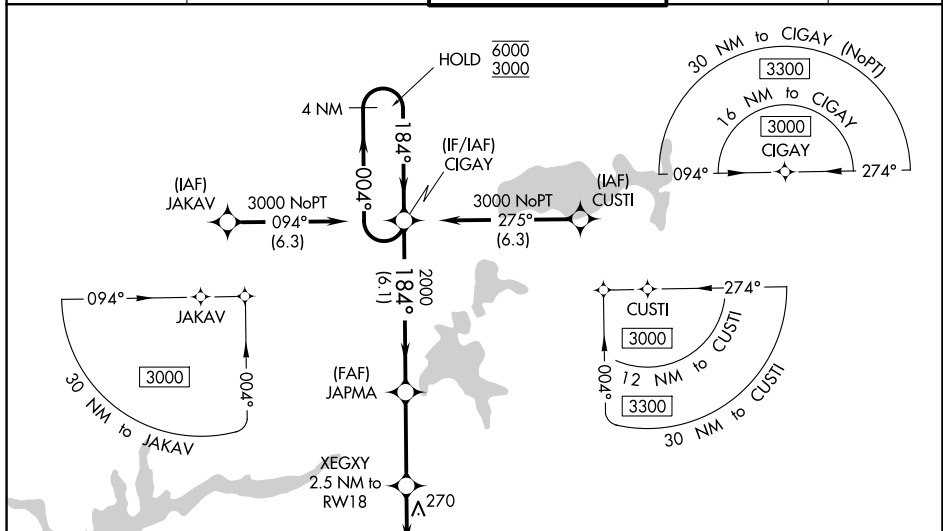 HOLD 6000
3000
4 NM
184°
004°
(IF/IAF)
CIGAY
(IAF)
JAKAV
3000 NoPT
094°
(6.3)
3000 NoPT
275°
(6.3)
(IAF)
CUSTI
30 NM to CIGAY (NoPT)
3300
16 NM to CIGAY
3000
CIGAY
094°
274°
2000
184°
(6.1)
094°
JAKAV
3000
004°
30 NM to JAKAV
274°
CUSTI
3000
004°
12 NM to CUSTI
3300
30 NM to CUSTI
(FAF)
JAPMA
XEGXY
2.5 NM to
RW18
270